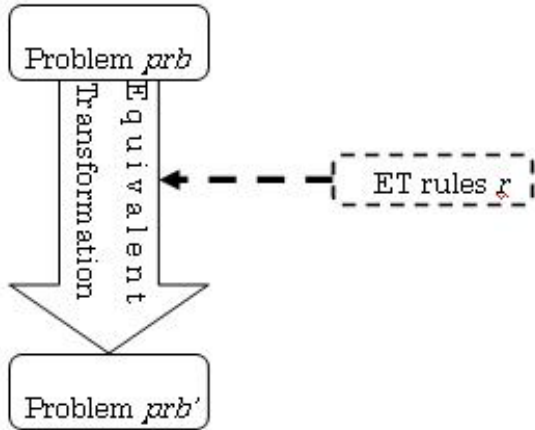 Problem prb
Equivalent
Transformation
ET rules r
Problem prb'